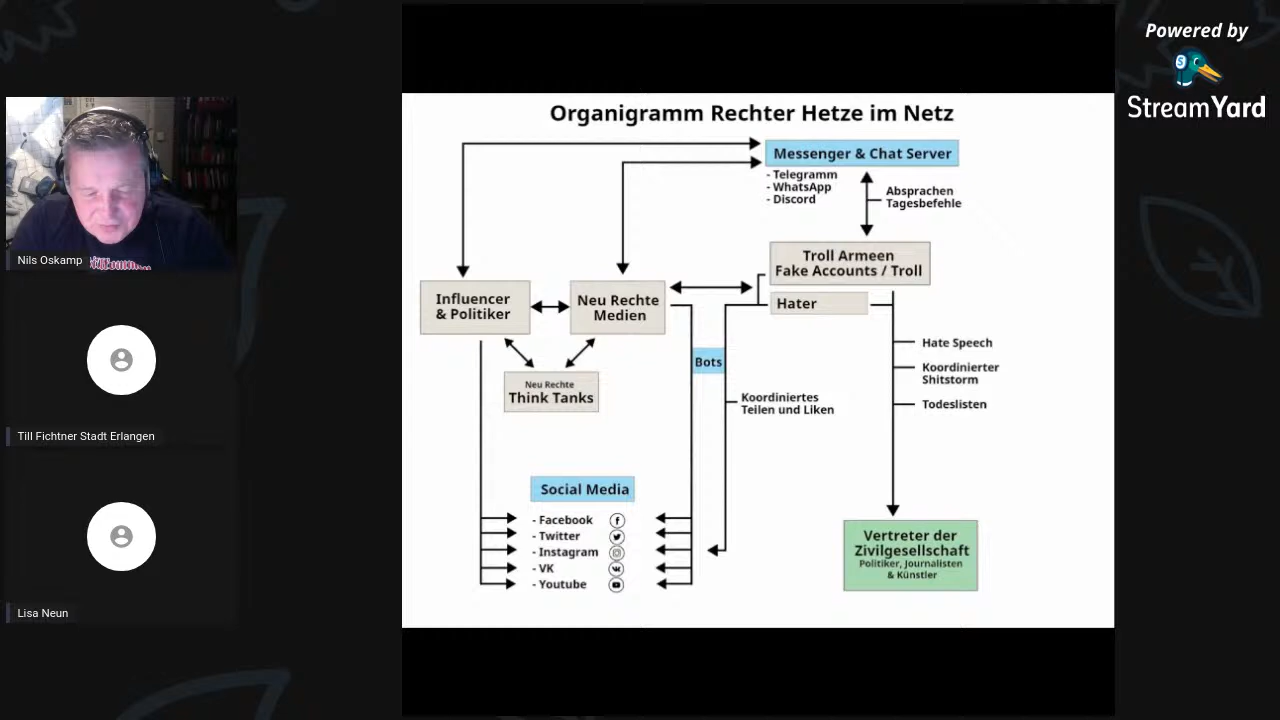 Powered by
StreamYard
Nils Oskamp
Till Fichtner Stadt Erlangen
Lisa Neun
Organigramm Rechter Hetze im Netz
Messenger & Chat Server
- Telegramm
- WhatsApp
- Discord
Absprachen
Tagesbefehle
Troll Armeen
Fake Accounts / Troll
Hater
Influencer
& Politiker
Neu Rechte
Medien
Neu Rechte
Think Tanks
Bots
Koordiniertes
Teilen und Liken
Hate Speech
Koordinierter
Shitstorm
Todeslisten
Social Media
- Facebook
- Twitter
- Instagram
- VK
- Youtube
Vertreter der
Zivilgesellschaft
Politiker, Journalisten
& Künstler